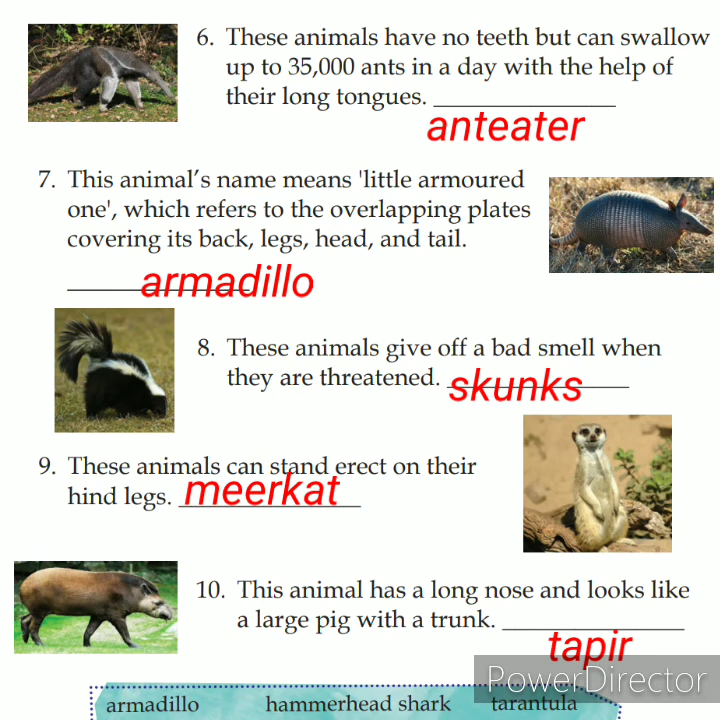 6. These animals have no teeth but can swallow
up to 35,000 ants in a day with the help of
their long tongues.
anteater
7. This animal's name means 'little armoured
one', which refers to the overlapping plates
covering its back, legs, head, and tail.
armadillo
8. These animals give off a bad smell when
they are threatened. skunks
9. These animals can stand erect on their
hind legs. meerkat
10. This animal has a long nose and looks like
a large pig with a trunk.
tapir
PowerDirector
armadillo hammerhead shark tarantula